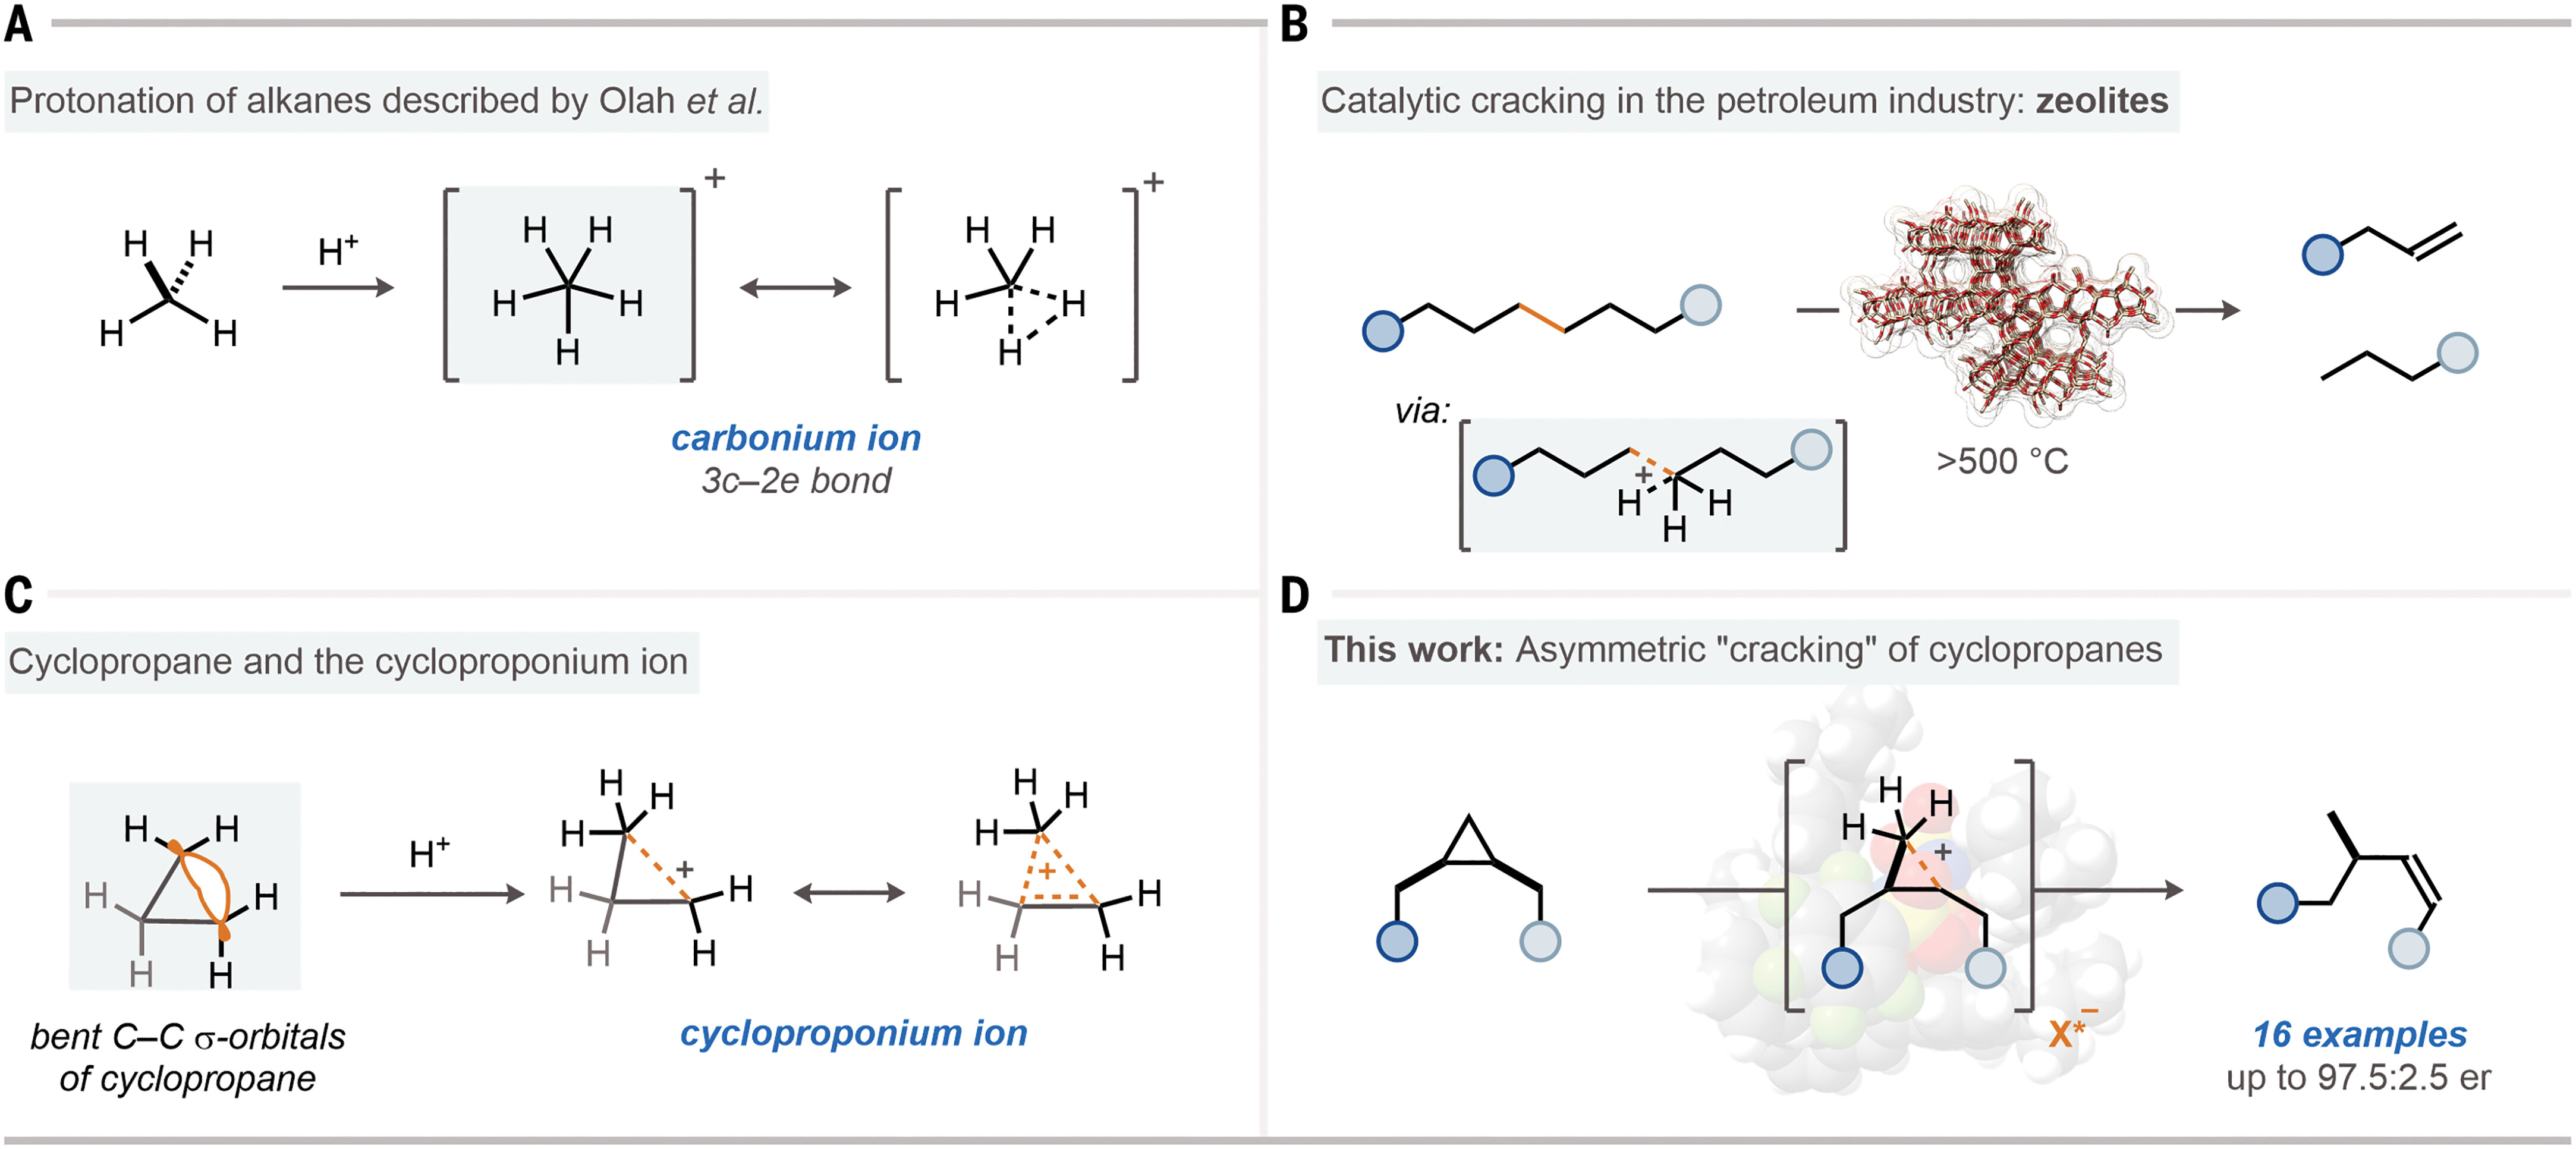 A
Protonation of alkanes described by Olah et al.
H H
H H
H⁺
H H
H H
H
+
H H
H H
H
+
carbonium ion
3c–2e bond
B
Catalytic cracking in the petroleum industry: zeolites
via:
+
H H
H
>500 °C
C
Cyclopropane and the cycloproponium ion
H H
H H
H H
H⁺
H H
H +
H H
H H
H H
H +
H H
H H
bent C–C σ-orbitals
of cyclopropane
cycloproponium ion
D
This work: Asymmetric "cracking" of cyclopropanes
H H
H +
X*⁻
16 examples
up to 97.5:2.5 er